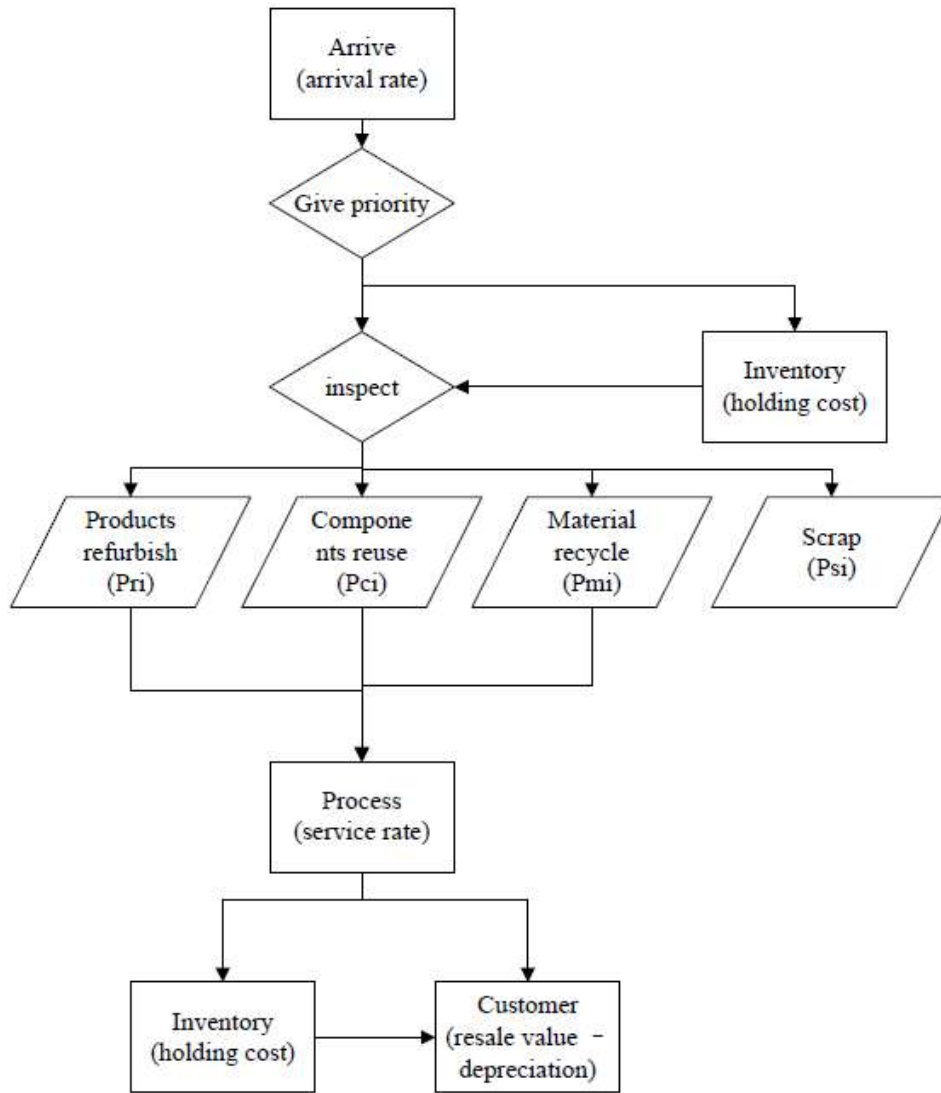 Arrive
(arrival rate)
Give priority
inspect
Inventory
(holding cost)
Products
refurbish
(Pri)
Compone
nts reuse
(Pci)
Material
recycle
(Pmi)
Scrap
(Psi)
Process
(service rate)
Inventory
(holding cost)
Customer
(resale value －
depreciation)